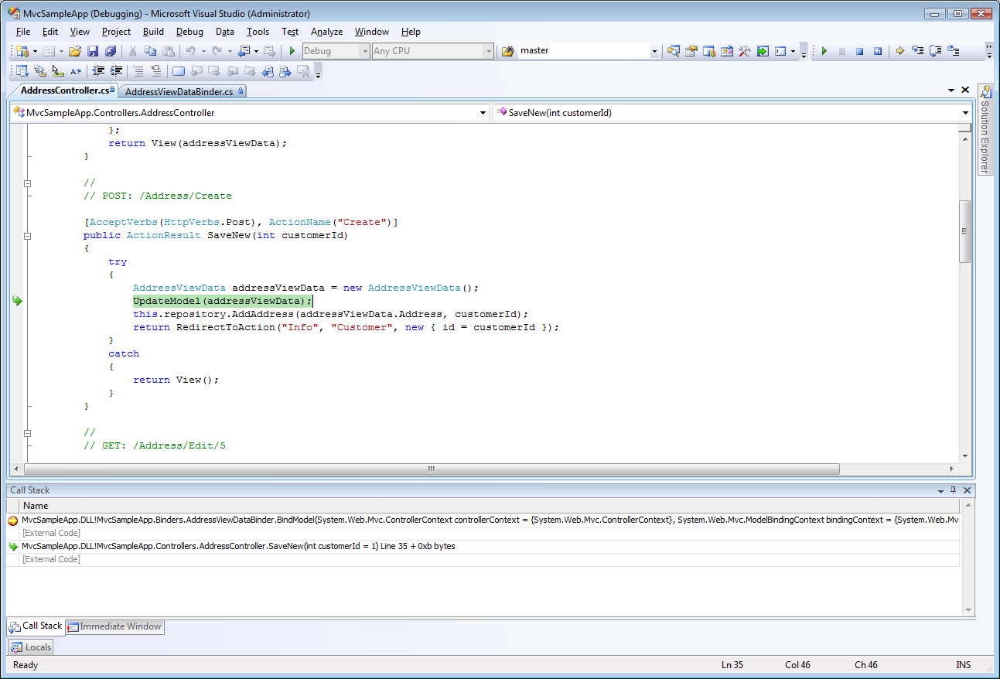 MvcSampleApp (Debugging) - Microsoft Visual Studio (Administrator)
File Edit View Project Build Debug Data Tools Test Analyze Window Help
Debug Any CPU master
AddressController.cs AddressViewDataBinder.cs
MvcSampleApp.Controllers.AddressController SaveNew(int customerId)
Solution Explorer
};
return View(addressViewData);
}
//
// POST: /Address/Create
[AcceptVerbs(HttpVerbs.Post), ActionName("Create")]
public ActionResult SaveNew(int customerId)
{
try
{
AddressViewData addressViewData = new AddressViewData();
UpdateModel(addressViewData);
this.repository.AddAddress(addressViewData.Address, customerId);
return RedirectToAction("Info", "Customer", new { id = customerId });
}
catch
{
return View();
}
}
//
// GET: /Address/Edit/5
Call Stack
Name
MvcSampleApp.DLL!MvcSampleApp.Binders.AddressViewDataBinder.BindModel(System.Web.Mvc.ControllerContext controllerContext = {System.Web.Mvc.ControllerContext}, System.Web.Mvc.ModelBindingContext bindingContext = {System.Web.Mv
[External Code]
MvcSampleApp.DLL!MvcSampleApp.Controllers.AddressController.SaveNew(int customerId = 1) Line 35 + 0xb bytes
[External Code]
Call Stack Immediate Window
Locals
Ready Ln 35 Col 46 Ch 46 INS